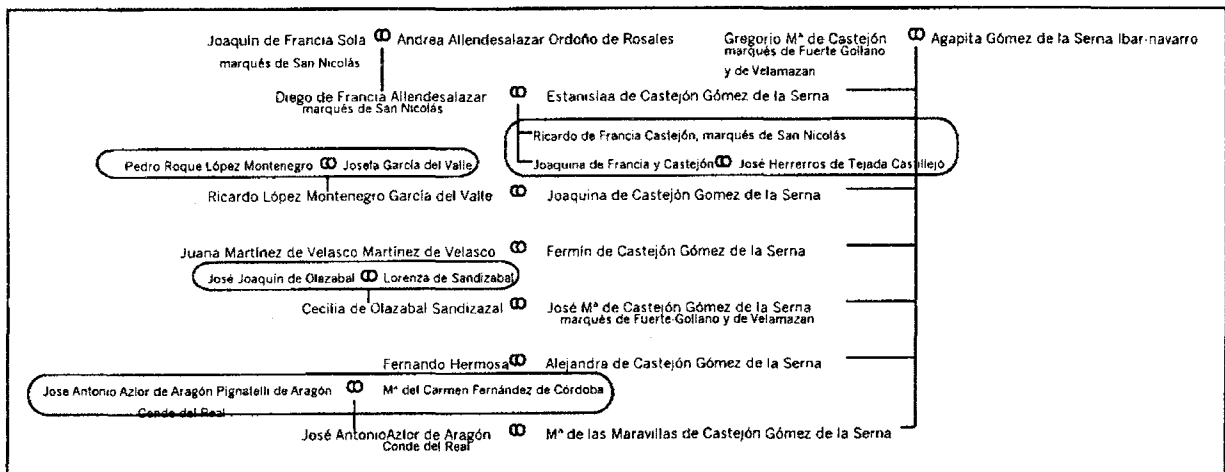 Joaquín de Francia Sola Andrea Allendesalazar Ordoño de Rosales
marqués de San Nicolás
Gregorio Mª de Castejón Agapita Gómez de la Serna Ibar-navarro
marqués de Fuerte Gollano
y de Velamazan
Diego de Francia Allendesalazar Estanislaa de Castejón Gómez de la Serna
marqués de San Nicolás
Ricardo de Francia Castejón, marqués de San Nicolás
Pedro Roque López Montenegro Josefa García del Valle
Joaquina de Francia y Castejón José Herrerros de Tejada Castillejo
Ricardo López Montenegro García del Valle Joaquina de Castejón Gomez de la Serna
Juana Martínez de Velasco Martínez de Velasco Fermín de Castejón Gómez de la Serna
José Joaquín de Olazabal Lorenza de Sandizabal
Cecilia de Olazabal Sandizazal José Mª de Castejón Gómez de la Serna
marqués de Fuerte-Gollano y de Velamazan
Fernando Hermosa Alejandra de Castejón Gómez de la Serna
Jose Antonio Azlor de Aragón Pignatelli de Aragón Mª del Carmen Fernández de Córdoba
Conde del Real
José AntonioAzlor de Aragón Mª de las Maravillas de Castejón Gómez de la Serna
Conde del Real